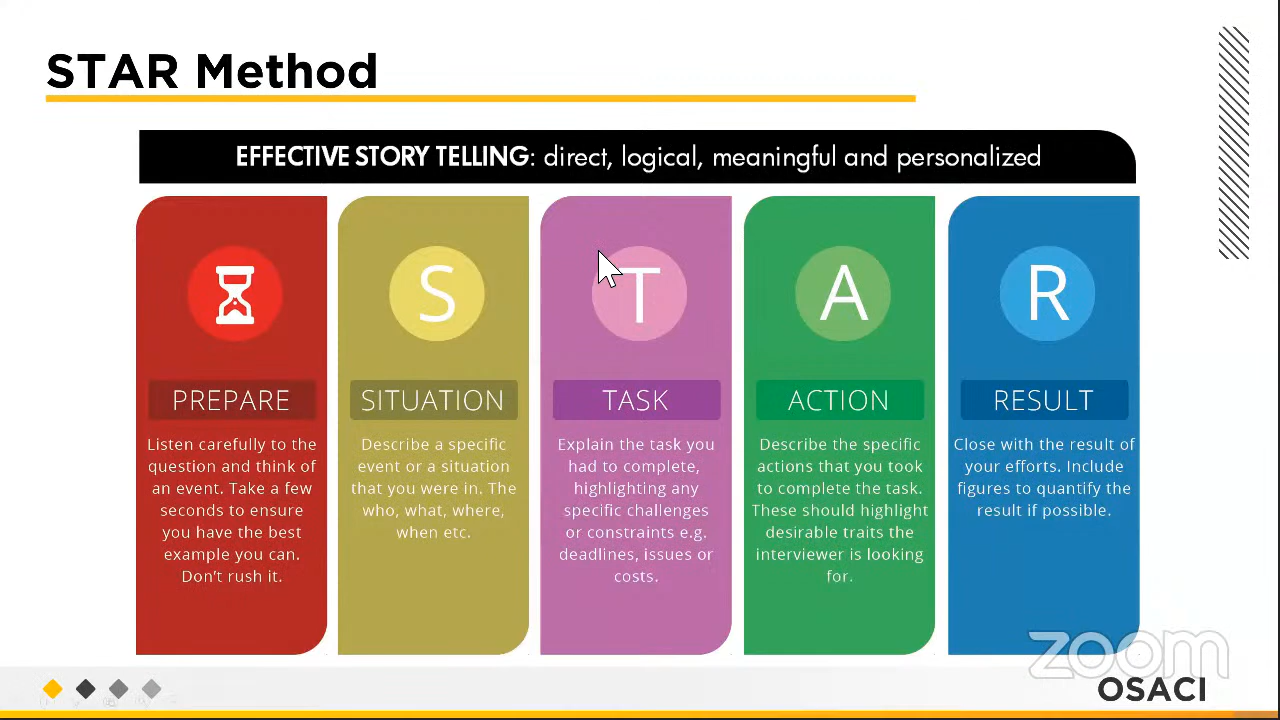 STAR Method
EFFECTIVE STORY TELLING: direct, logical, meaningful and personalized
S
T
A
R
PREPARE
Listen carefully to the
question and think of
an event. Take a few
seconds to ensure
you have the best
example you can.
Don't rush it.
SITUATION
Describe a specific
event or a situation
that you were in. The
who, what, where,
when etc.
TASK
Explain the task you
had to complete,
highlighting any
specific challenges
or constraints e.g.
deadlines, issues or
costs.
ACTION
Describe the specific
actions that you took
to complete the task.
These should highlight
desirable traits the
interviewer is looking
for.
RESULT
Close with the result of
your efforts. Include
figures to quantify the
result if possible.
zoom
OSACI